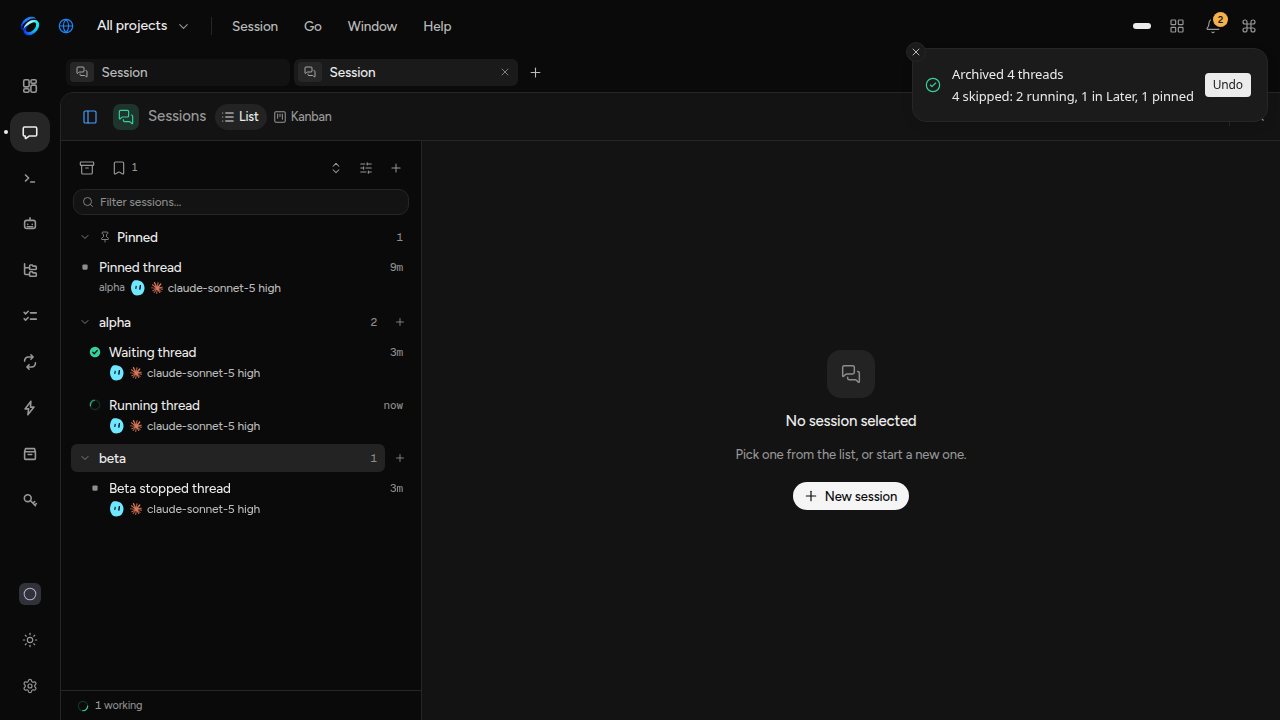 All projects
Session
Go
Window
Help
2
Session
Session
Archived 4 threads
4 skipped: 2 running, 1 in Later, 1 pinned
Undo
Sessions
List
Kanban
1
Filter sessions...
Pinned
1
Pinned thread
9m
alpha
claude-sonnet-5 high
alpha
2
Waiting thread
3m
claude-sonnet-5 high
Running thread
now
claude-sonnet-5 high
beta
1
Beta stopped thread
3m
claude-sonnet-5 high
No session selected
Pick one from the list, or start a new one.
New session
1 working